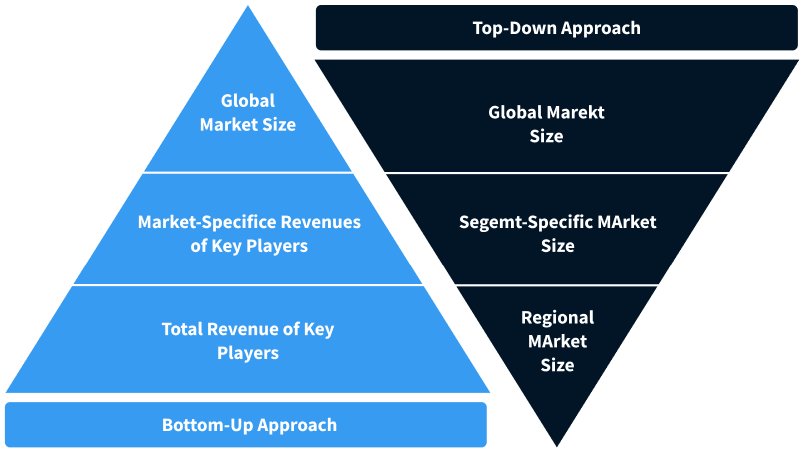 Global
Market Size
Market-Specifice Revenues
of Key Players
Total Revenue of Key
Players
Bottom-Up Approach
Top-Down Approach
Global Marekt
Size
Segemt-Specific MArket
Size
Regional
MArket
Size